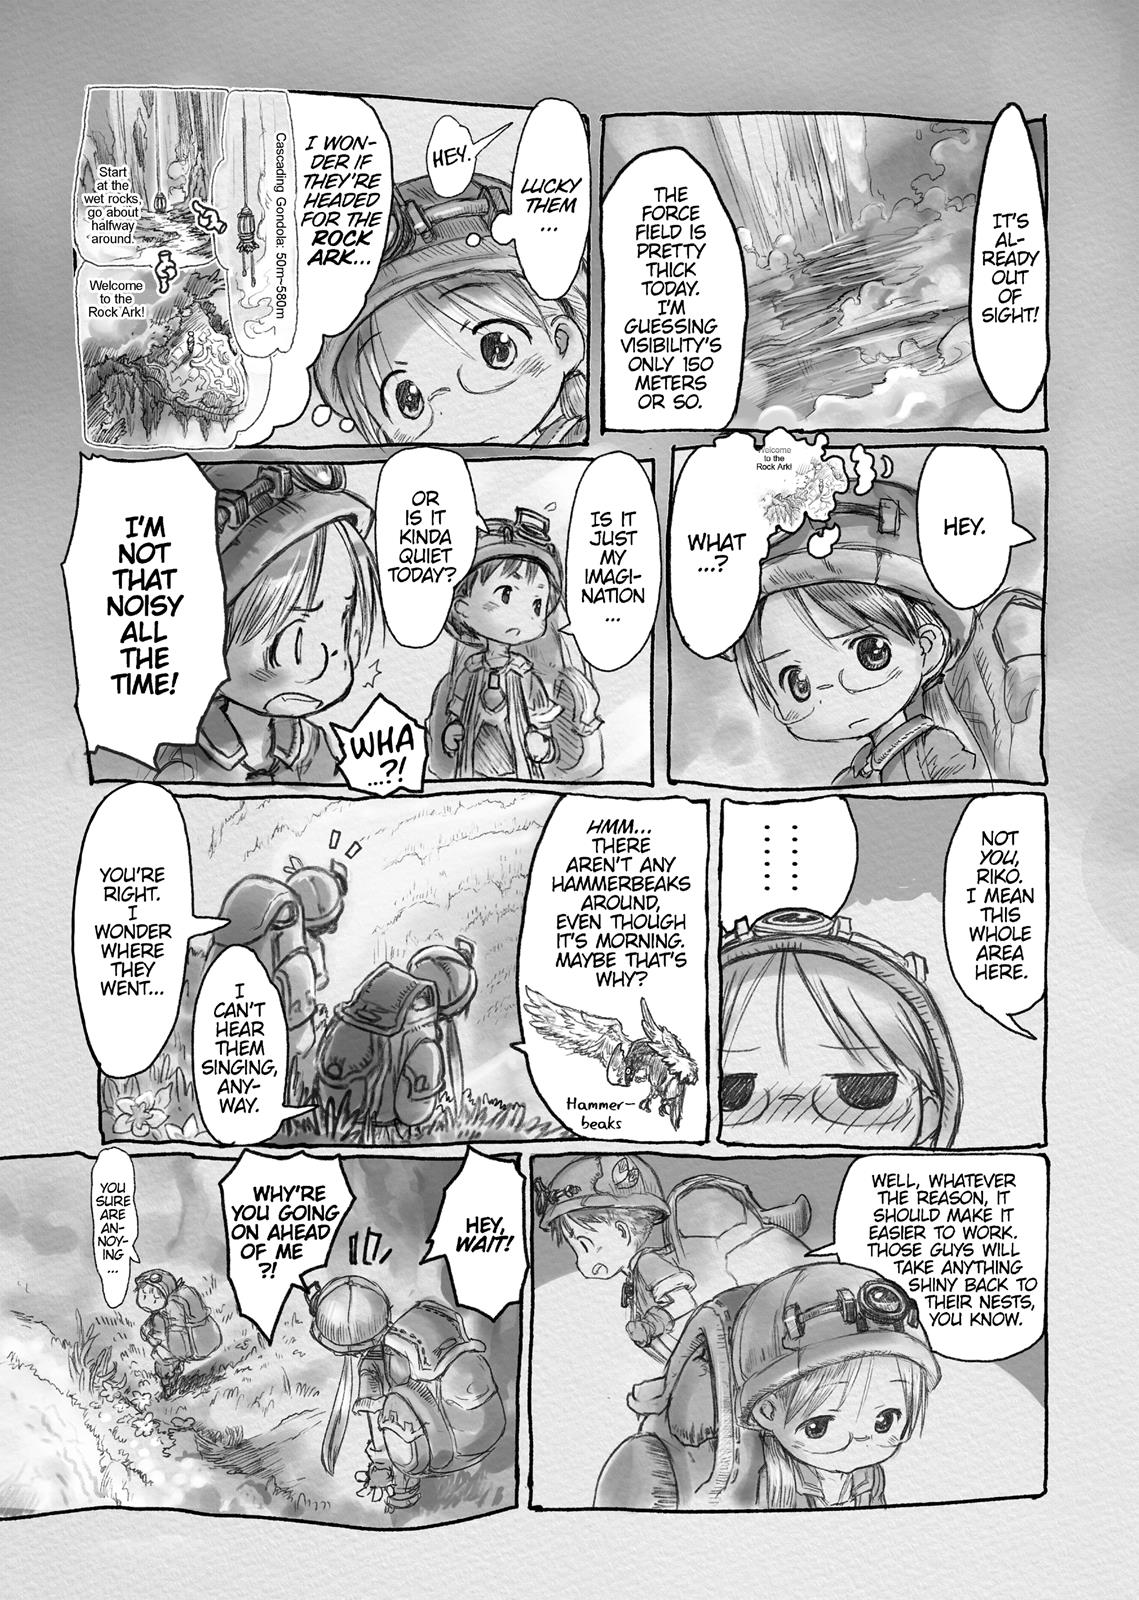 IT'S
AL-
READY
OUT
OF
SIGHT!
THE
FORCE
FIELD IS
PRETTY
THICK
TODAY.
I'M
GUESSING
VISIBILITY'S
ONLY 150
METERS
OR SO.
HEY.
LUCKY
THEM
...
I WON-
DER IF
THEY'RE
HEADED
FOR THE
ROCK
ARK...
Cascading Gondola: 50m~580m
Start
at the
wet rocks,
go about
halfway
around.
Welcome
to the
Rock Ark!
HEY.
Welcome
to the
Rock Ark!
WHAT
...?
IS IT
JUST
MY
IMAGI-
NATION
...
OR
IS IT
KINDA
QUIET
TODAY?
WHA
...?!
I'M
NOT
THAT
NOISY
ALL
THE
TIME!
NOT
YOU,
RIKO.
I MEAN
THIS
WHOLE
AREA
HERE.
......
......
HMM...
THERE
AREN'T ANY
HAMMERBEAKS
AROUND,
EVEN THOUGH
IT'S MORNING.
MAYBE THAT'S
WHY?
Hammer-
beaks
YOU'RE
RIGHT.
I
WONDER
WHERE
THEY
WENT...
I
CAN'T
HEAR
THEM
SINGING,
ANY-
WAY.
WELL, WHATEVER
THE REASON, IT
SHOULD MAKE IT
EASIER TO WORK.
THOSE GUYS WILL
TAKE ANYTHING
SHINY BACK TO
THEIR NESTS,
YOU KNOW.
HEY,
WAIT!
WHY'RE
YOU GOING
ON AHEAD
OF ME
?!
YOU
SURE
ARE
AN-
NOY-
ING
...